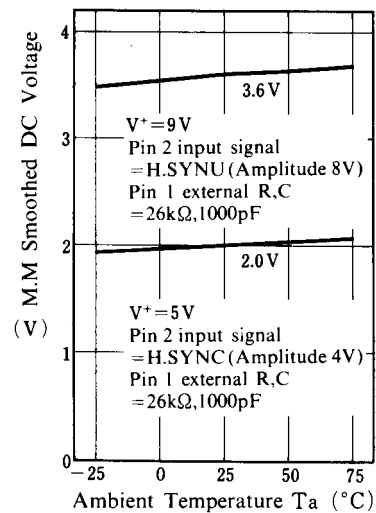 M.M Smoothed DC Voltage
(V)
4
3
2
1
0
3.6 V
V⁺=9V
Pin 2 input signal
=H.SYNU (Amplitude 8V)
Pin 1 external R,C
=26kΩ,1000pF
2.0 V
V⁺=5V
Pin 2 input signal
=H.SYNC (Amplitude 4V)
Pin 1 external R,C
=26kΩ,1000pF
−25 0 25 50 75
Ambient Temperature Ta (°C)